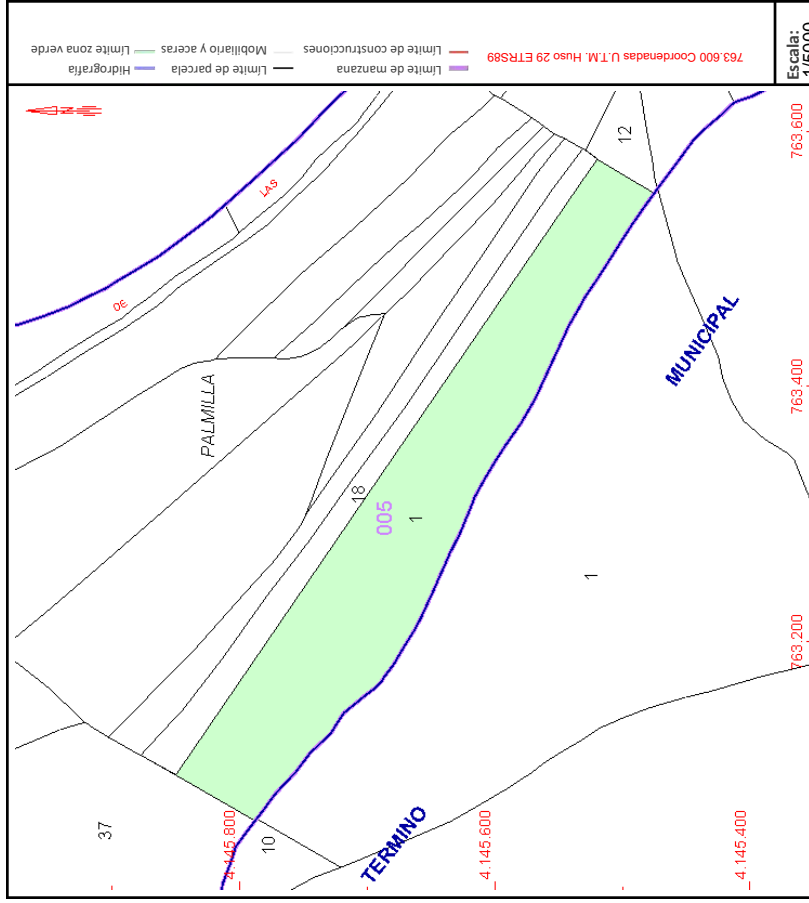 Límite de manzana
Límite de construcciones
Límite de parcela
Mobiliario y aceras
Límite zona verde
Hidrografía
763.600 Coordenadas U.T.M. Huso 29 ETRS89
Escala:
1/5000
N
763.600
12
LAS
DE
PALMILLA
MUNICIPAL
763.400
18
005
1
1
763.200
37
4.145.800
10
TERMINO
4.145.600
4.145.400